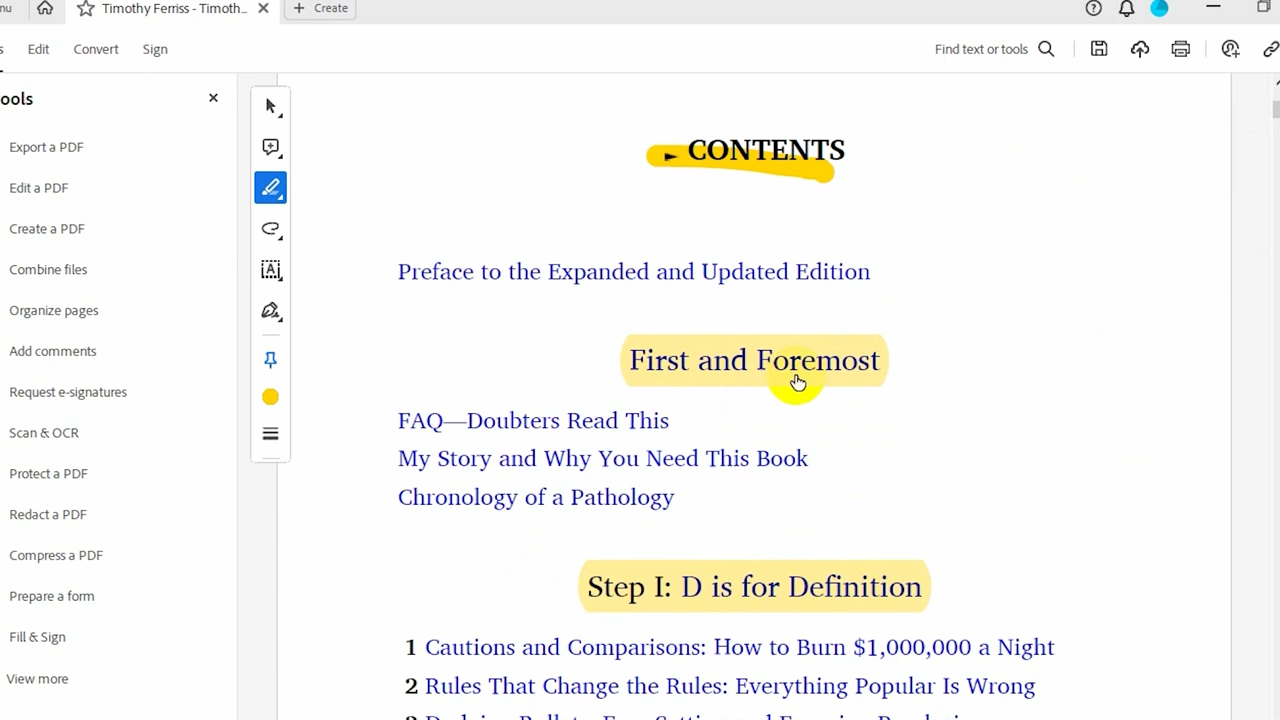 Timothy Ferriss - Timoth...
Create
Edit
Convert
Sign
Find text or tools
ools
Export a PDF
Edit a PDF
Create a PDF
Combine files
Organize pages
Add comments
Request e-signatures
Scan & OCR
Protect a PDF
Redact a PDF
Compress a PDF
Prepare a form
Fill & Sign
View more
► CONTENTS
Preface to the Expanded and Updated Edition
First and Foremost
FAQ—Doubters Read This
My Story and Why You Need This Book
Chronology of a Pathology
Step I: D is for Definition
1 Cautions and Comparisons: How to Burn $1,000,000 a Night
2 Rules That Change the Rules: Everything Popular Is Wrong